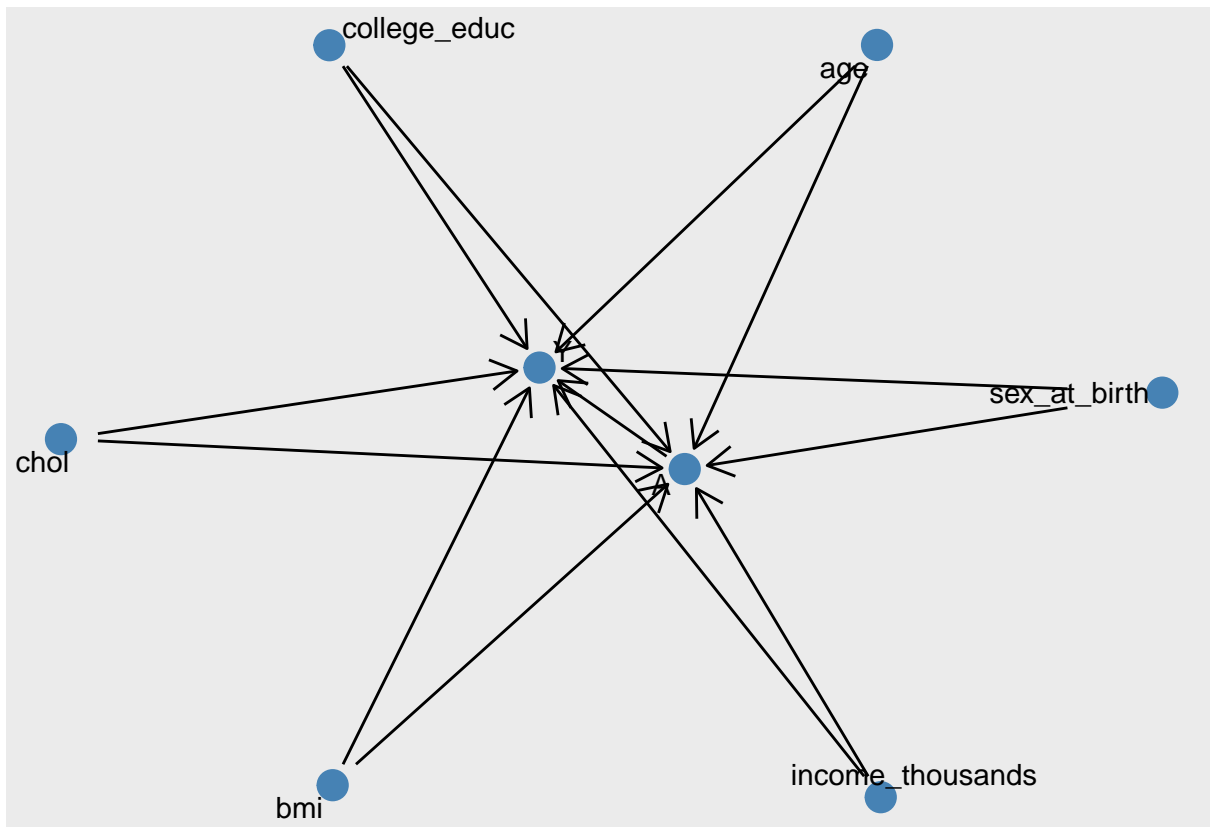 college_educ
age
Y
sex_at_birth
chol
A
income_thousands
bmi